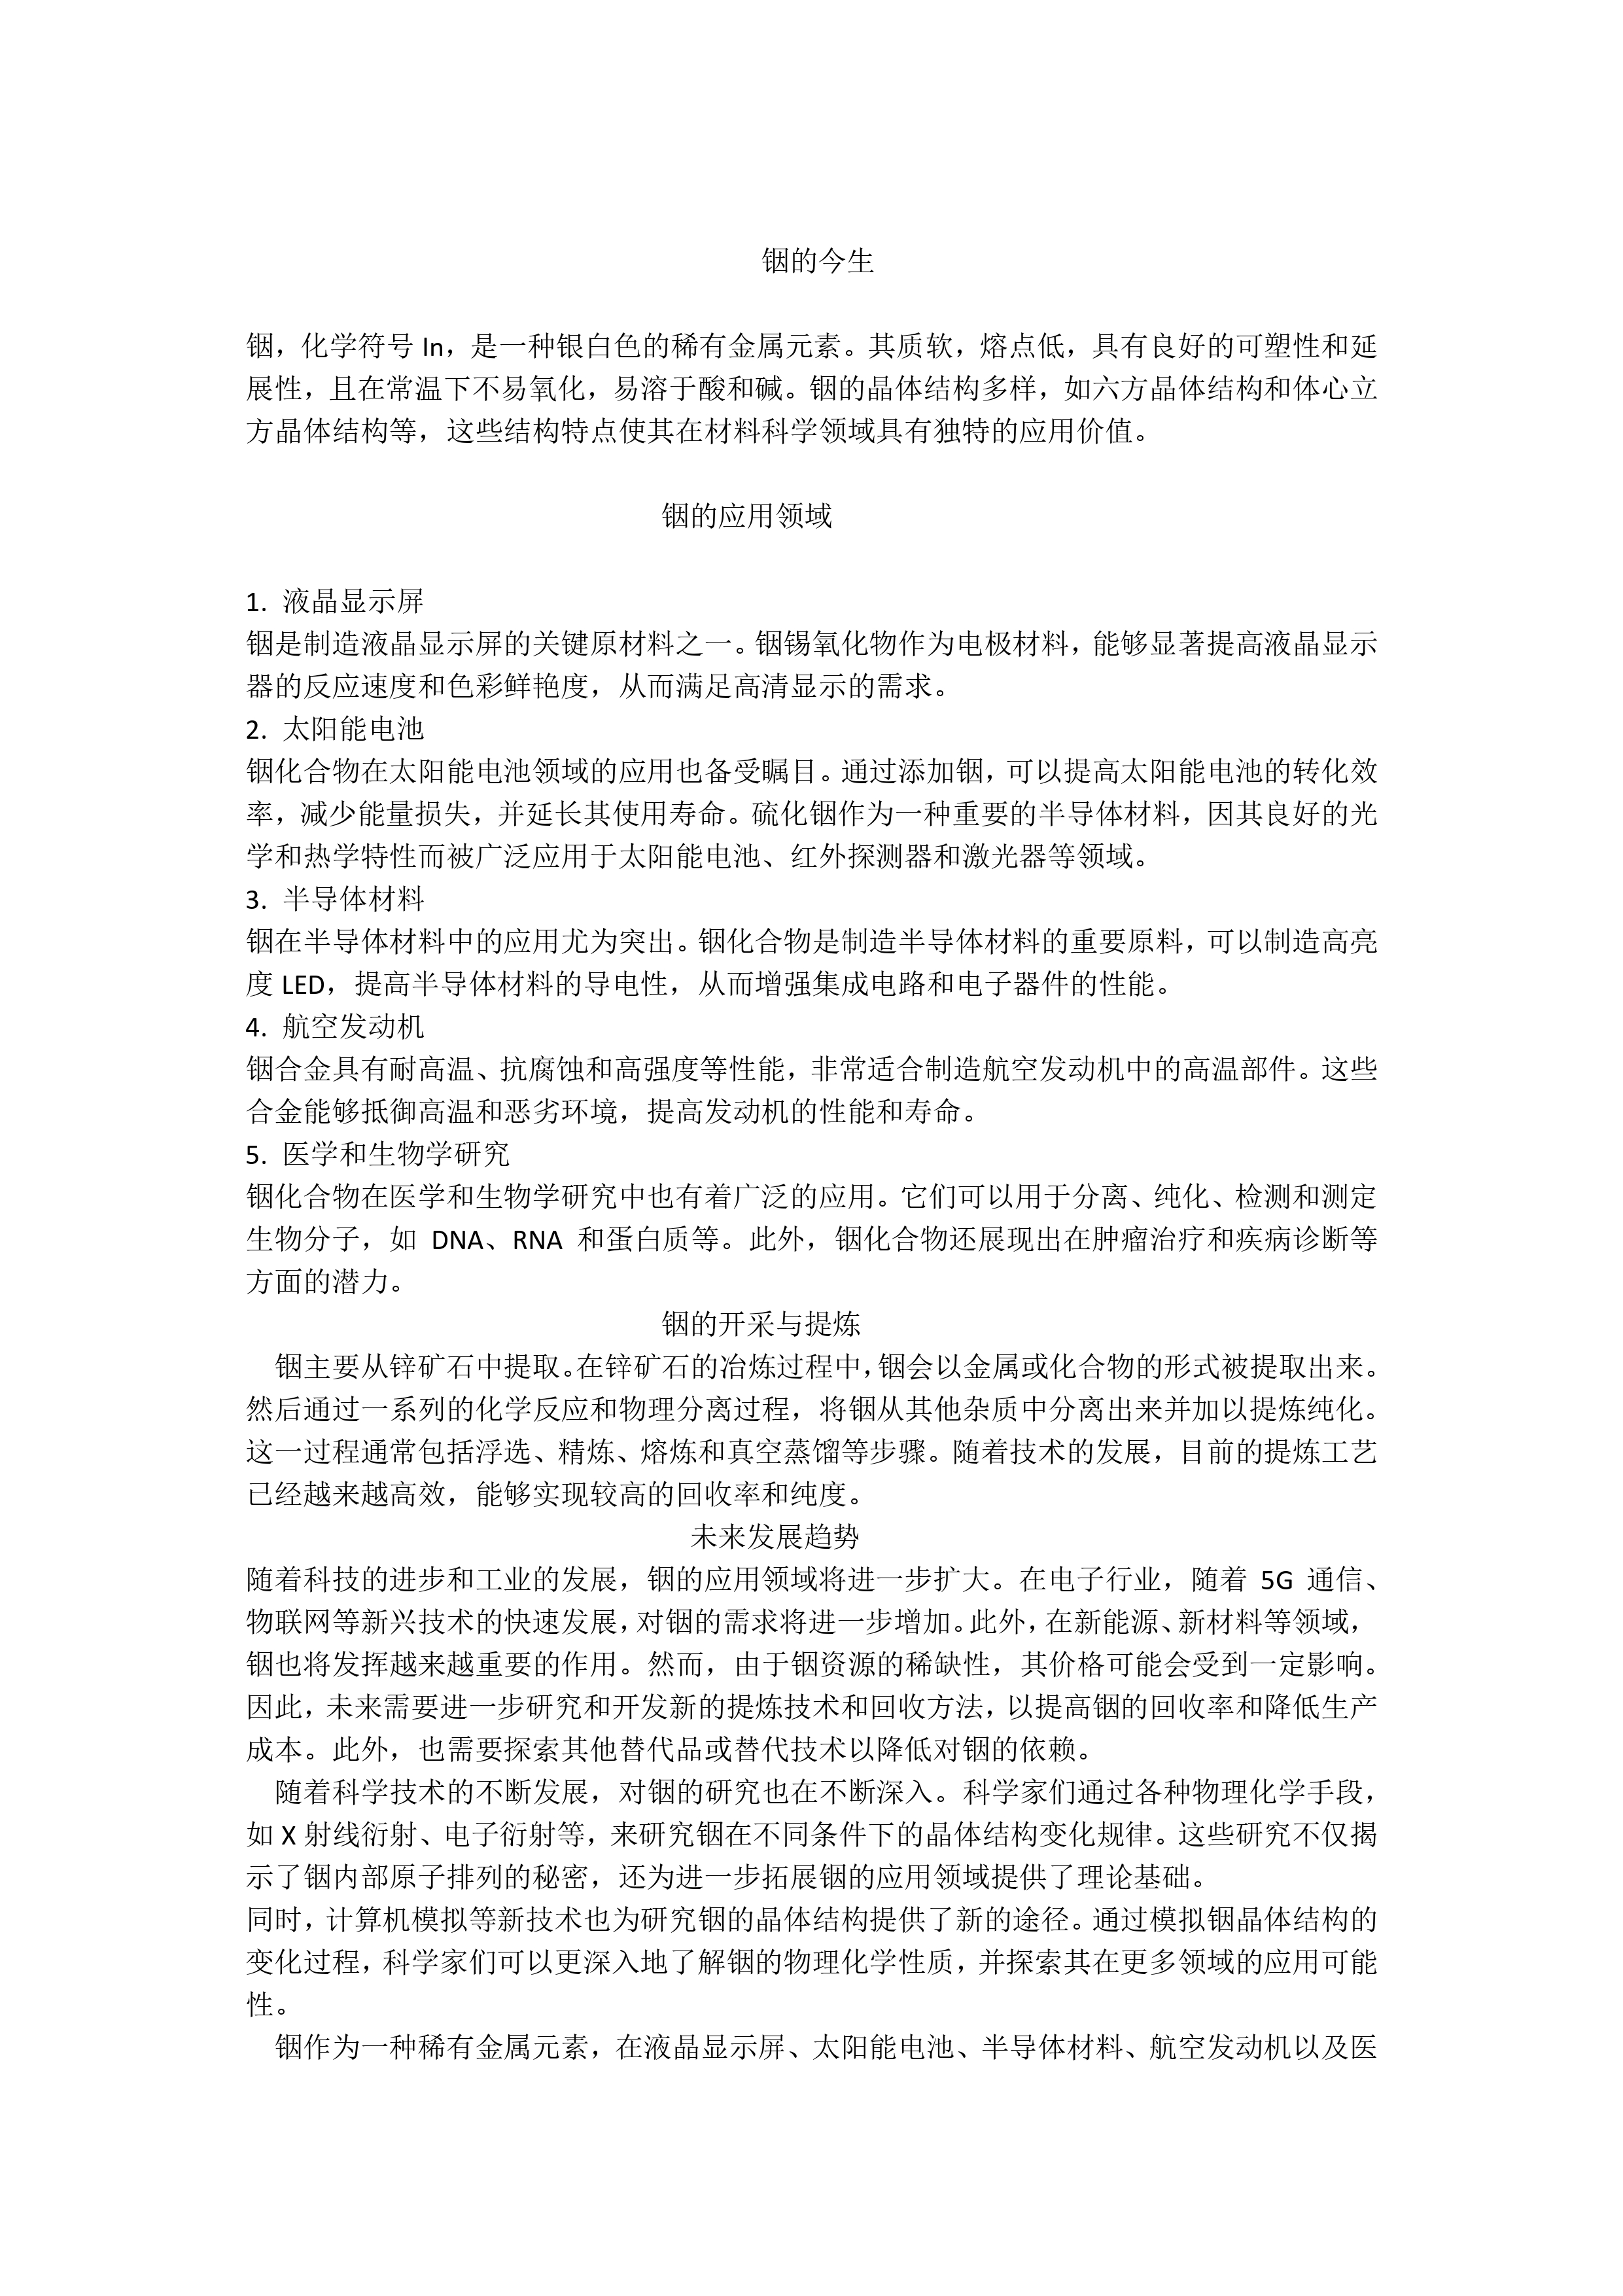 铟的今生
铟，化学符号 In，是一种银白色的稀有金属元素。其质软，熔点低，具有良好的可塑性和延
展性，且在常温下不易氧化，易溶于酸和碱。铟的晶体结构多样，如六方晶体结构和体心立
方晶体结构等，这些结构特点使其在材料科学领域具有独特的应用价值。
铟的应用领域
1. 液晶显示屏
铟是制造液晶显示屏的关键原材料之一。铟锡氧化物作为电极材料，能够显著提高液晶显示
器的反应速度和色彩鲜艳度，从而满足高清显示的需求。
2. 太阳能电池
铟化合物在太阳能电池领域的应用也备受瞩目。通过添加铟，可以提高太阳能电池的转化效
率，减少能量损失，并延长其使用寿命。硫化铟作为一种重要的半导体材料，因其良好的光
学和热学特性而被广泛应用于太阳能电池、红外探测器和激光器等领域。
3. 半导体材料
铟在半导体材料中的应用尤为突出。铟化合物是制造半导体材料的重要原料，可以制造高亮
度 LED，提高半导体材料的导电性，从而增强集成电路和电子器件的性能。
4. 航空发动机
铟合金具有耐高温、抗腐蚀和高强度等性能，非常适合制造航空发动机中的高温部件。这些
合金能够抵御高温和恶劣环境，提高发动机的性能和寿命。
5. 医学和生物学研究
铟化合物在医学和生物学研究中也有着广泛的应用。它们可以用于分离、纯化、检测和测定
生物分子，如 DNA、RNA 和蛋白质等。此外，铟化合物还展现出在肿瘤治疗和疾病诊断等
方面的潜力。
铟的开采与提炼
铟主要从锌矿石中提取。在锌矿石的冶炼过程中，铟会以金属或化合物的形式被提取出来。
然后通过一系列的化学反应和物理分离过程，将铟从其他杂质中分离出来并加以提炼纯化。
这一过程通常包括浮选、精炼、熔炼和真空蒸馏等步骤。随着技术的发展，目前的提炼工艺
已经越来越高效，能够实现较高的回收率和纯度。
未来发展趋势
随着科技的进步和工业的发展，铟的应用领域将进一步扩大。在电子行业，随着 5G 通信、
物联网等新兴技术的快速发展，对铟的需求将进一步增加。此外，在新能源、新材料等领域，
铟也将发挥越来越重要的作用。然而，由于铟资源的稀缺性，其价格可能会受到一定影响。
因此，未来需要进一步研究和开发新的提炼技术和回收方法，以提高铟的回收率和降低生产
成本。此外，也需要探索其他替代品或替代技术以降低对铟的依赖。
随着科学技术的不断发展，对铟的研究也在不断深入。科学家们通过各种物理化学手段，
如 X 射线衍射、电子衍射等，来研究铟在不同条件下的晶体结构变化规律。这些研究不仅揭
示了铟内部原子排列的秘密，还为进一步拓展铟的应用领域提供了理论基础。
同时，计算机模拟等新技术也为研究铟的晶体结构提供了新的途径。通过模拟铟晶体结构的
变化过程，科学家们可以更深入地了解铟的物理化学性质，并探索其在更多领域的应用可能
性。
铟作为一种稀有金属元素，在液晶显示屏、太阳能电池、半导体材料、航空发动机以及医